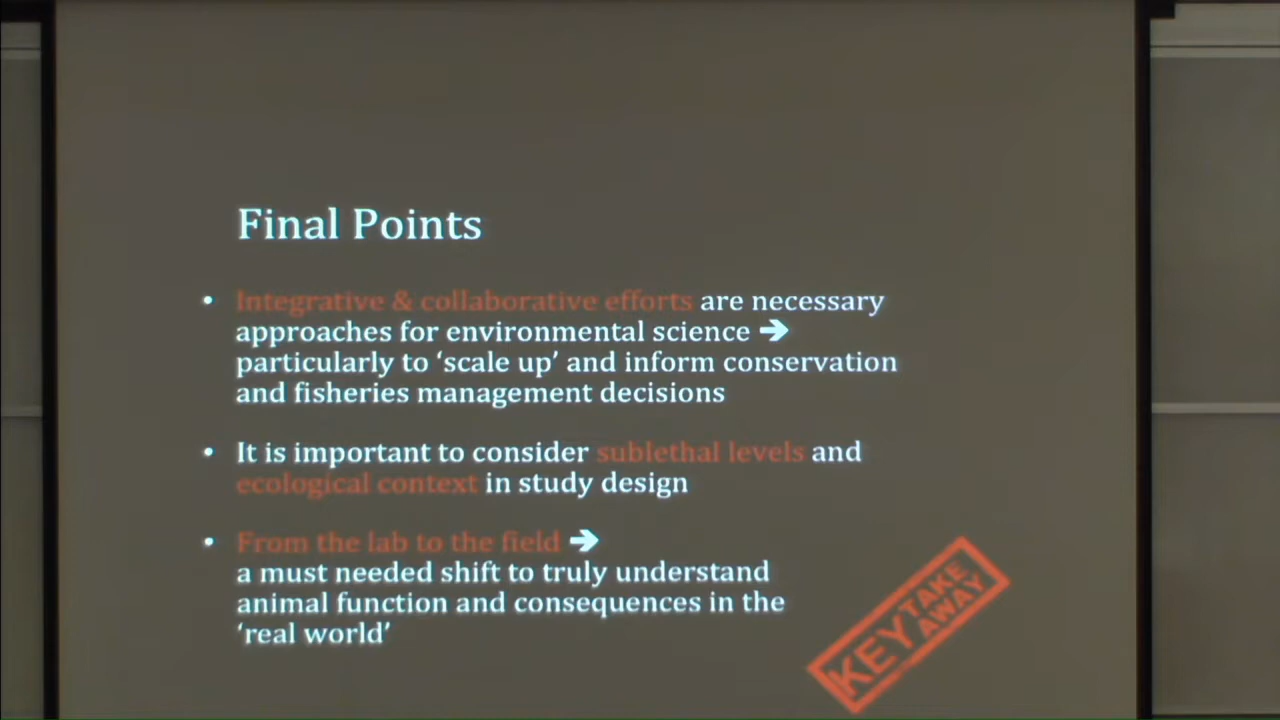 Final Points
• Integrative & collaborative efforts are necessary
approaches for environmental science ➔
particularly to ‘scale up’ and inform conservation
and fisheries management decisions
• It is important to consider sublethal levels and
ecological context in study design
• From the lab to the field ➔
a must needed shift to truly understand
animal function and consequences in the
‘real world’
KEY TAKE AWAY